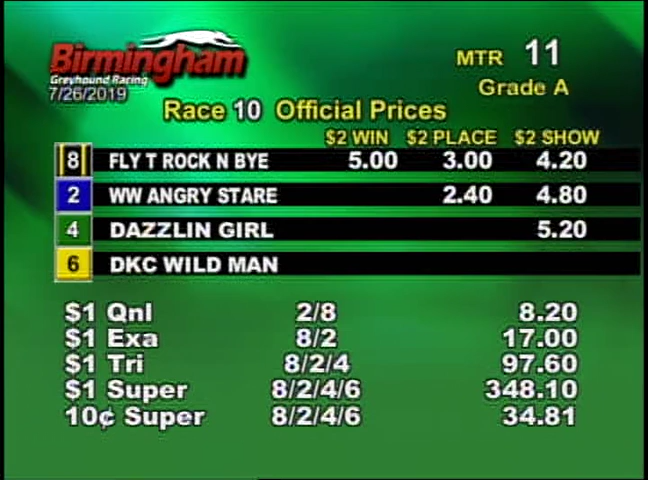 Birmingham
Greyhound Racing
7/26/2019
MTR 11
Grade A
Race 10 Official Prices
$2 WIN $2 PLACE $2 SHOW
8 FLY T ROCK N BYE 5.00 3.00 4.20
2 WW ANGRY STARE 2.40 4.80
4 DAZZLIN GIRL 5.20
6 DKC WILD MAN
$1 Qnl 2/8 8.20
$1 Exa 8/2 17.00
$1 Tri 8/2/4 97.60
$1 Super 8/2/4/6 348.10
10¢ Super 8/2/4/6 34.81